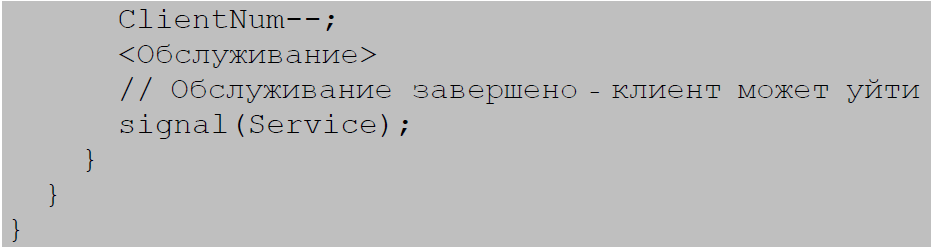 ClientNum--;
<Обслуживание>
// Обслуживание завершено - клиент может уйти
signal(Service);
}
}
}